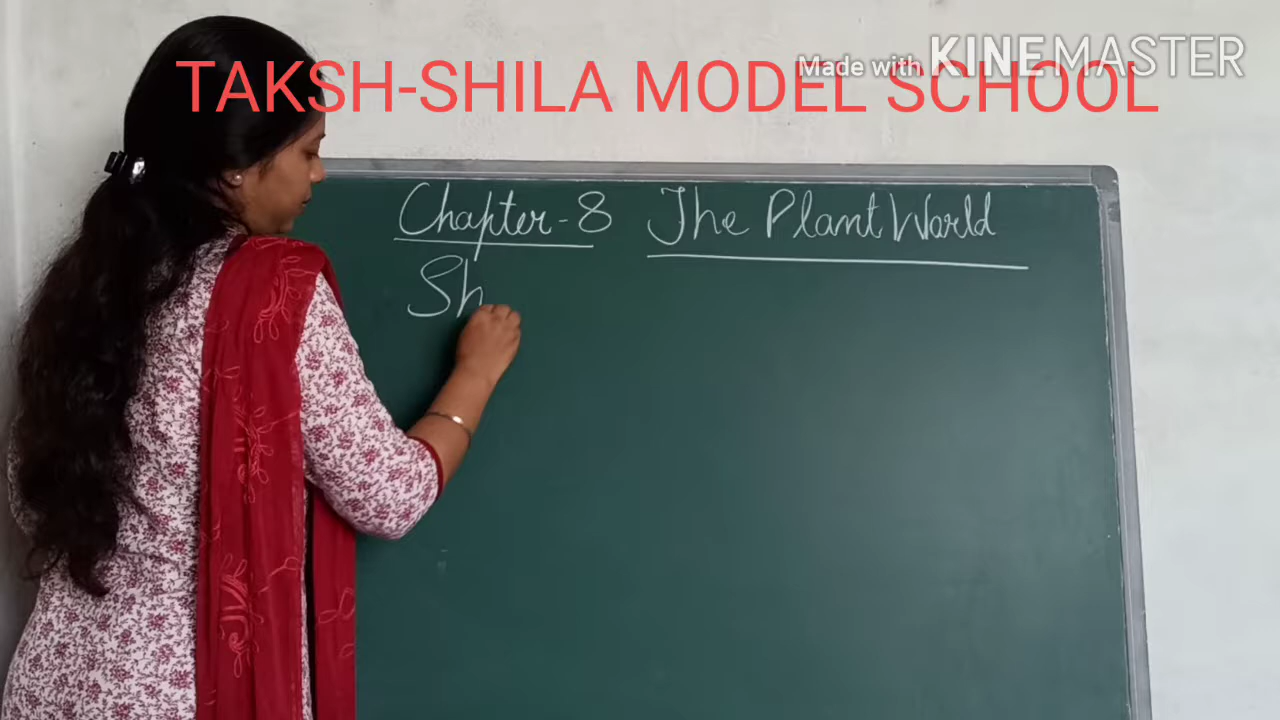 Made with KINEMASTER
TAKSH-SHILA MODEL SCHOOL
Chapter-8 The Plant World
Sh